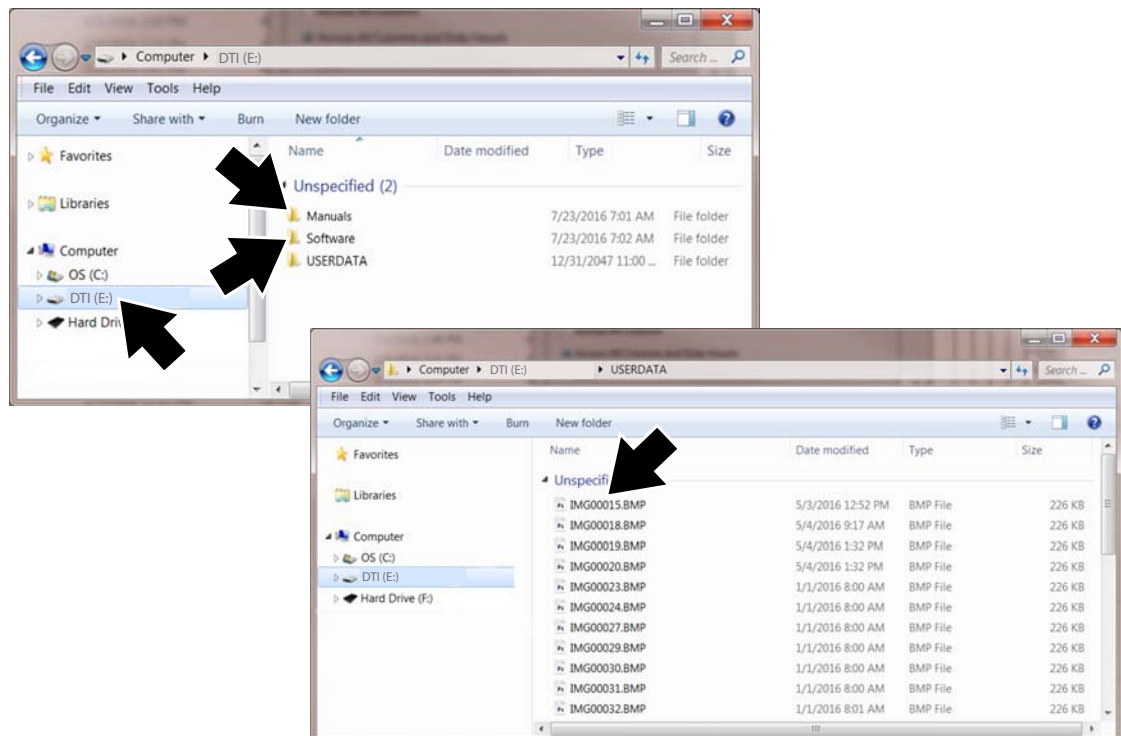 Computer DTI (E:) Search ...
File Edit View Tools Help
Organize Share with Burn New folder
Favorites
Libraries
Computer
OS (C:)
DTI (E:)
Hard Driv
Name Date modified Type Size
Unspecified (2)
Manuals 7/23/2016 7:01 AM File folder
Software 7/23/2016 7:02 AM File folder
USERDATA 12/31/2047 11:00 ... File folder
Computer DTI (E:) USERDATA Search ...
File Edit View Tools Help
Organize Share with Burn New folder
Favorites
Libraries
Computer
OS (C:)
DTI (E:)
Hard Drive (F:)
Name Date modified Type Size
Unspecifi
IMG00015.BMP 5/3/2016 12:52 PM BMP File 226 KB
IMG00018.BMP 5/4/2016 9:17 AM BMP File 226 KB
IMG00019.BMP 5/4/2016 1:32 PM BMP File 226 KB
IMG00020.BMP 5/4/2016 1:32 PM BMP File 226 KB
IMG00023.BMP 1/1/2016 8:00 AM BMP File 226 KB
IMG00024.BMP 1/1/2016 8:00 AM BMP File 226 KB
IMG00027.BMP 1/1/2016 8:00 AM BMP File 226 KB
IMG00029.BMP 1/1/2016 8:00 AM BMP File 226 KB
IMG00030.BMP 1/1/2016 8:00 AM BMP File 226 KB
IMG00031.BMP 1/1/2016 8:00 AM BMP File 226 KB
IMG00032.BMP 1/1/2016 8:01 AM BMP File 226 KB